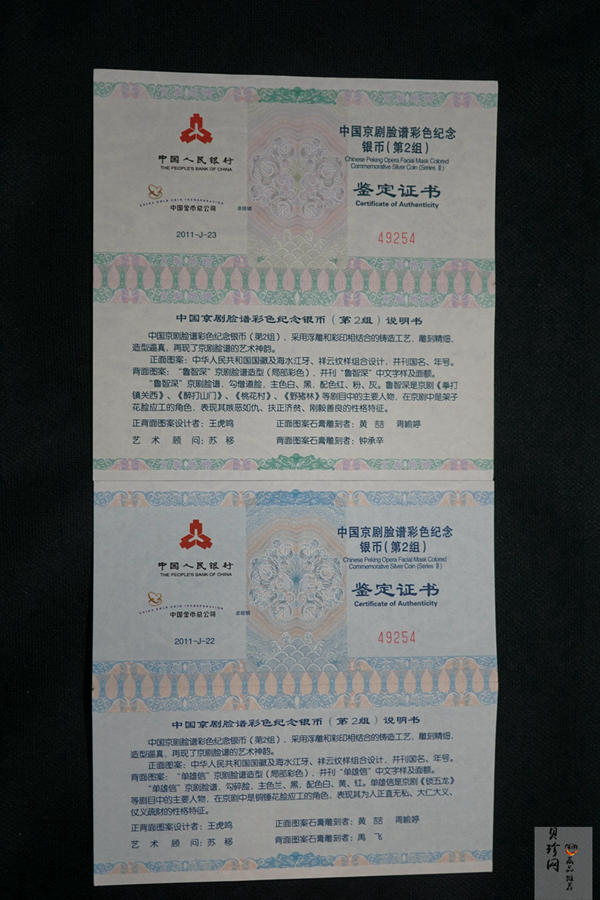 中国人民银行
THE PEOPLE'S BANK OF CHINA
CHINA GOLD COIN INCORPORATION
中国金币总公司
总经销
2011-J-23
中国京剧脸谱彩色纪念
银币(第2组)
Chinese Peking Opera Facial Mask Colored
Commemorative Silver Coin (Series Ⅱ)
鉴定证书
Certificate of Authenticity
49254
中国京剧脸谱彩色纪念银币(第2组)说明书
中国京剧脸谱彩色纪念银币(第2组),采用浮雕和彩印相结合的铸造工艺,雕刻精细,
造型逼真,再现了京剧脸谱的艺术神韵。
正面图案:中华人民共和国国徽及海水江牙、祥云纹样组合设计,并刊国名、年号。
背面图案:“鲁智深”京剧脸谱造型(局部彩色),并刊“鲁智深”中文字样及面额。
“鲁智深”京剧脸谱,勾僧道脸,主色白、黑,配色红、粉、灰。鲁智深是京剧《拳打
镇关西》、《醉打山门》、《桃花村》、《野猪林》等剧目中的主要人物,在京剧中是架子
花脸应工的角色,表现其嫉恶如仇、扶正济贫、刚毅善良的性格特征。
正背面图案设计者:王虎鸣 正面图案石膏雕刻者:黄喆 周榆婷
艺术顾问:苏移 背面图案石膏雕刻者:钟承辛
中国人民银行
THE PEOPLE'S BANK OF CHINA
CHINA GOLD COIN INCORPORATION
中国金币总公司
总经销
2011-J-22
中国京剧脸谱彩色纪念
银币(第2组)
Chinese Peking Opera Facial Mask Colored
Commemorative Silver Coin (Series Ⅱ)
鉴定证书
Certificate of Authenticity
49254
中国京剧脸谱彩色纪念银币(第2组)说明书
中国京剧脸谱彩色纪念银币(第2组),采用浮雕和彩印相结合的铸造工艺,雕刻精细,
造型逼真,再现了京剧脸谱的艺术神韵。
正面图案:中华人民共和国国徽及海水江牙、祥云纹样组合设计,并刊国名、年号。
背面图案:“单雄信”京剧脸谱造型(局部彩色),并刊“单雄信”中文字样及面额。
“单雄信”京剧脸谱,勾碎脸,主色兰、黑,配色白、黄、红。单雄信是京剧《锁五龙》
等剧目中的主要人物,在京剧中是铜锤花脸应工的角色,表现其为人正直无私、大仁大义、
仗义疏财的性格特征。
正背面图案设计者:王虎鸣 正面图案石膏雕刻者:黄喆 周榆婷
艺术顾问:苏移 背面图案石膏雕刻者:禹飞
贝珍网
商品推荐